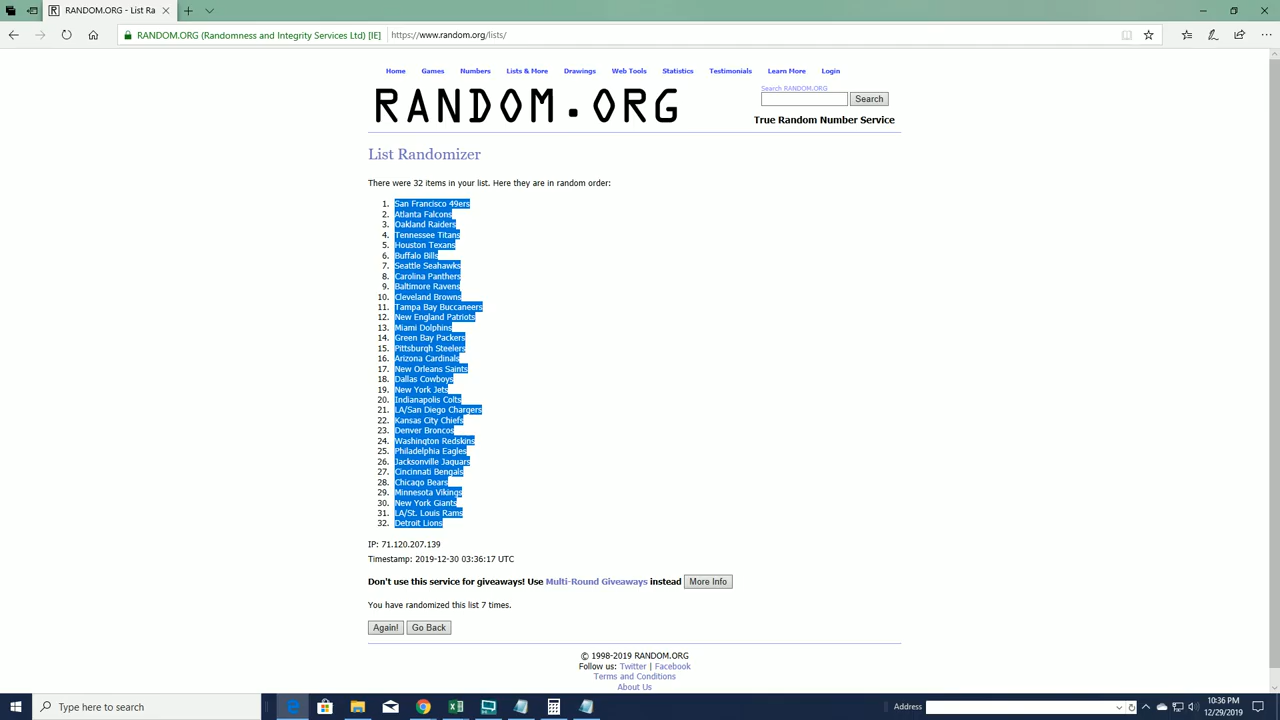 RANDOM.ORG - List Ra
RANDOM.ORG (Randomness and Integrity Services Ltd) [IE]
https://www.random.org/lists/
Home Games Numbers Lists & More Drawings Web Tools Statistics Testimonials Learn More Login
RANDOM.ORG
Search RANDOM.ORG
Search
True Random Number Service
List Randomizer
There were 32 items in your list. Here they are in random order:
1. San Francisco 49ers
2. Atlanta Falcons
3. Oakland Raiders
4. Tennessee Titans
5. Houston Texans
6. Buffalo Bills
7. Seattle Seahawks
8. Carolina Panthers
9. Baltimore Ravens
10. Cleveland Browns
11. Tampa Bay Buccaneers
12. New England Patriots
13. Miami Dolphins
14. Green Bay Packers
15. Pittsburgh Steelers
16. Arizona Cardinals
17. New Orleans Saints
18. Dallas Cowboys
19. New York Jets
20. Indianapolis Colts
21. LA/San Diego Chargers
22. Kansas City Chiefs
23. Denver Broncos
24. Washington Redskins
25. Philadelphia Eagles
26. Jacksonville Jaguars
27. Cincinnati Bengals
28. Chicago Bears
29. Minnesota Vikings
30. New York Giants
31. LA/St. Louis Rams
32. Detroit Lions
IP: 71.120.207.139
Timestamp: 2019-12-30 03:36:17 UTC
Don't use this service for giveaways! Use Multi-Round Giveaways instead More Info
You have randomized this list 7 times.
Again! Go Back
© 1998-2019 RANDOM.ORG
Follow us: Twitter | Facebook
Terms and Conditions
About Us
Type here to search
Address
10:36 PM
12/29/2019